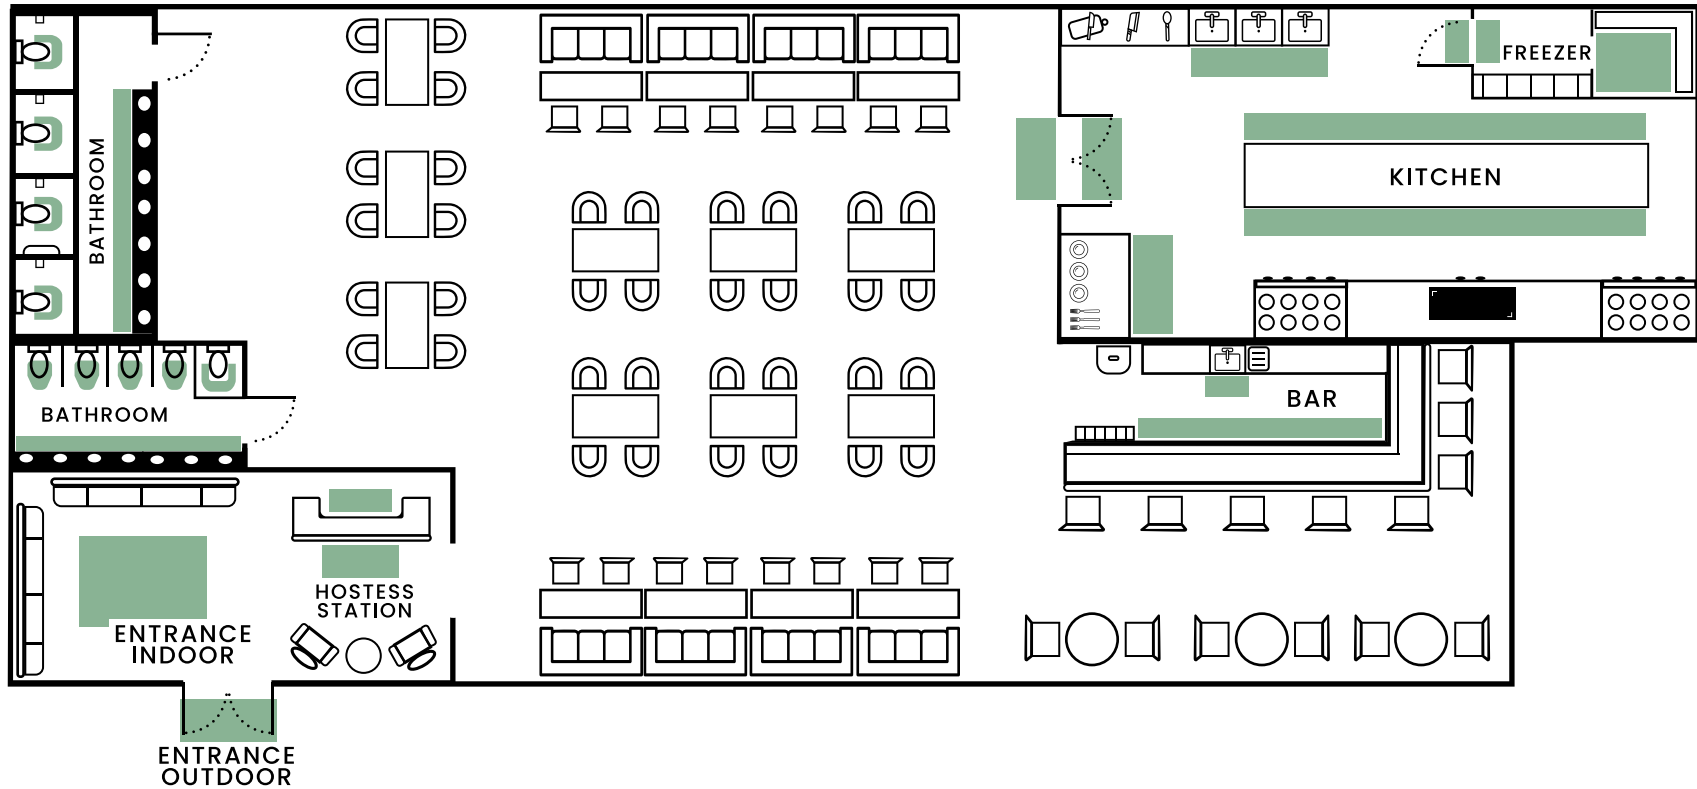 FREEZER
KITCHEN
BATHROOM
BAR
BATHROOM
HOSTESS
STATION
ENTRANCE
INDOOR
ENTRANCE
OUTDOOR